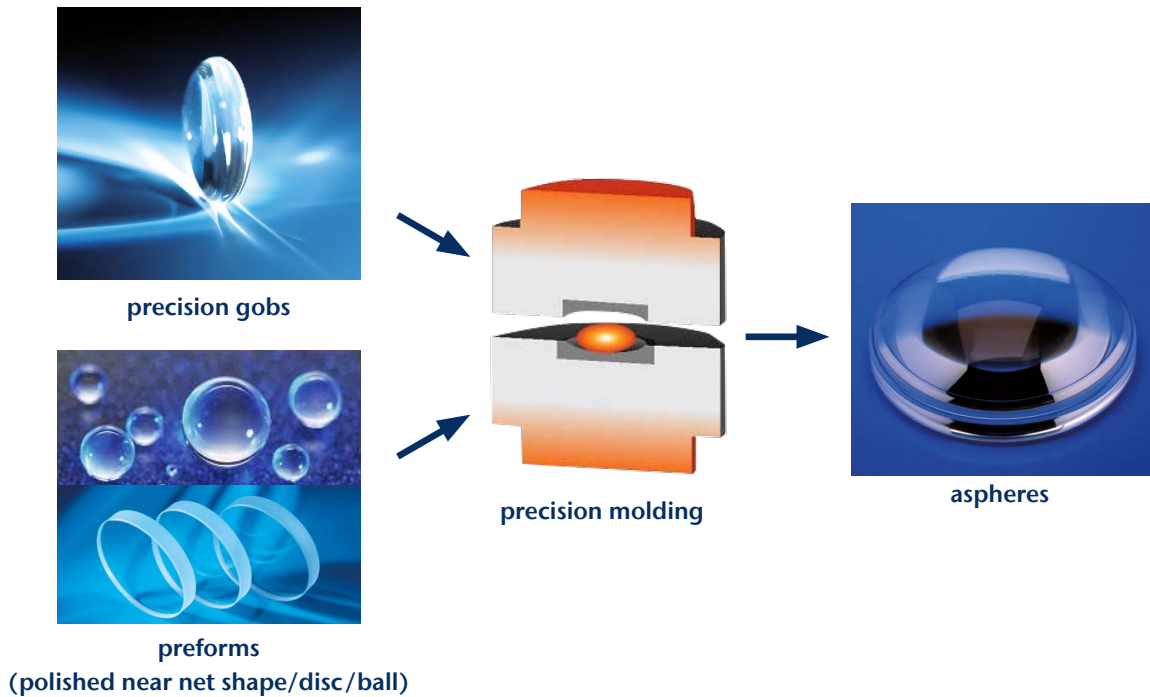 precision gobs
preforms
(polished near net shape/disc/ball)
precision molding
aspheres